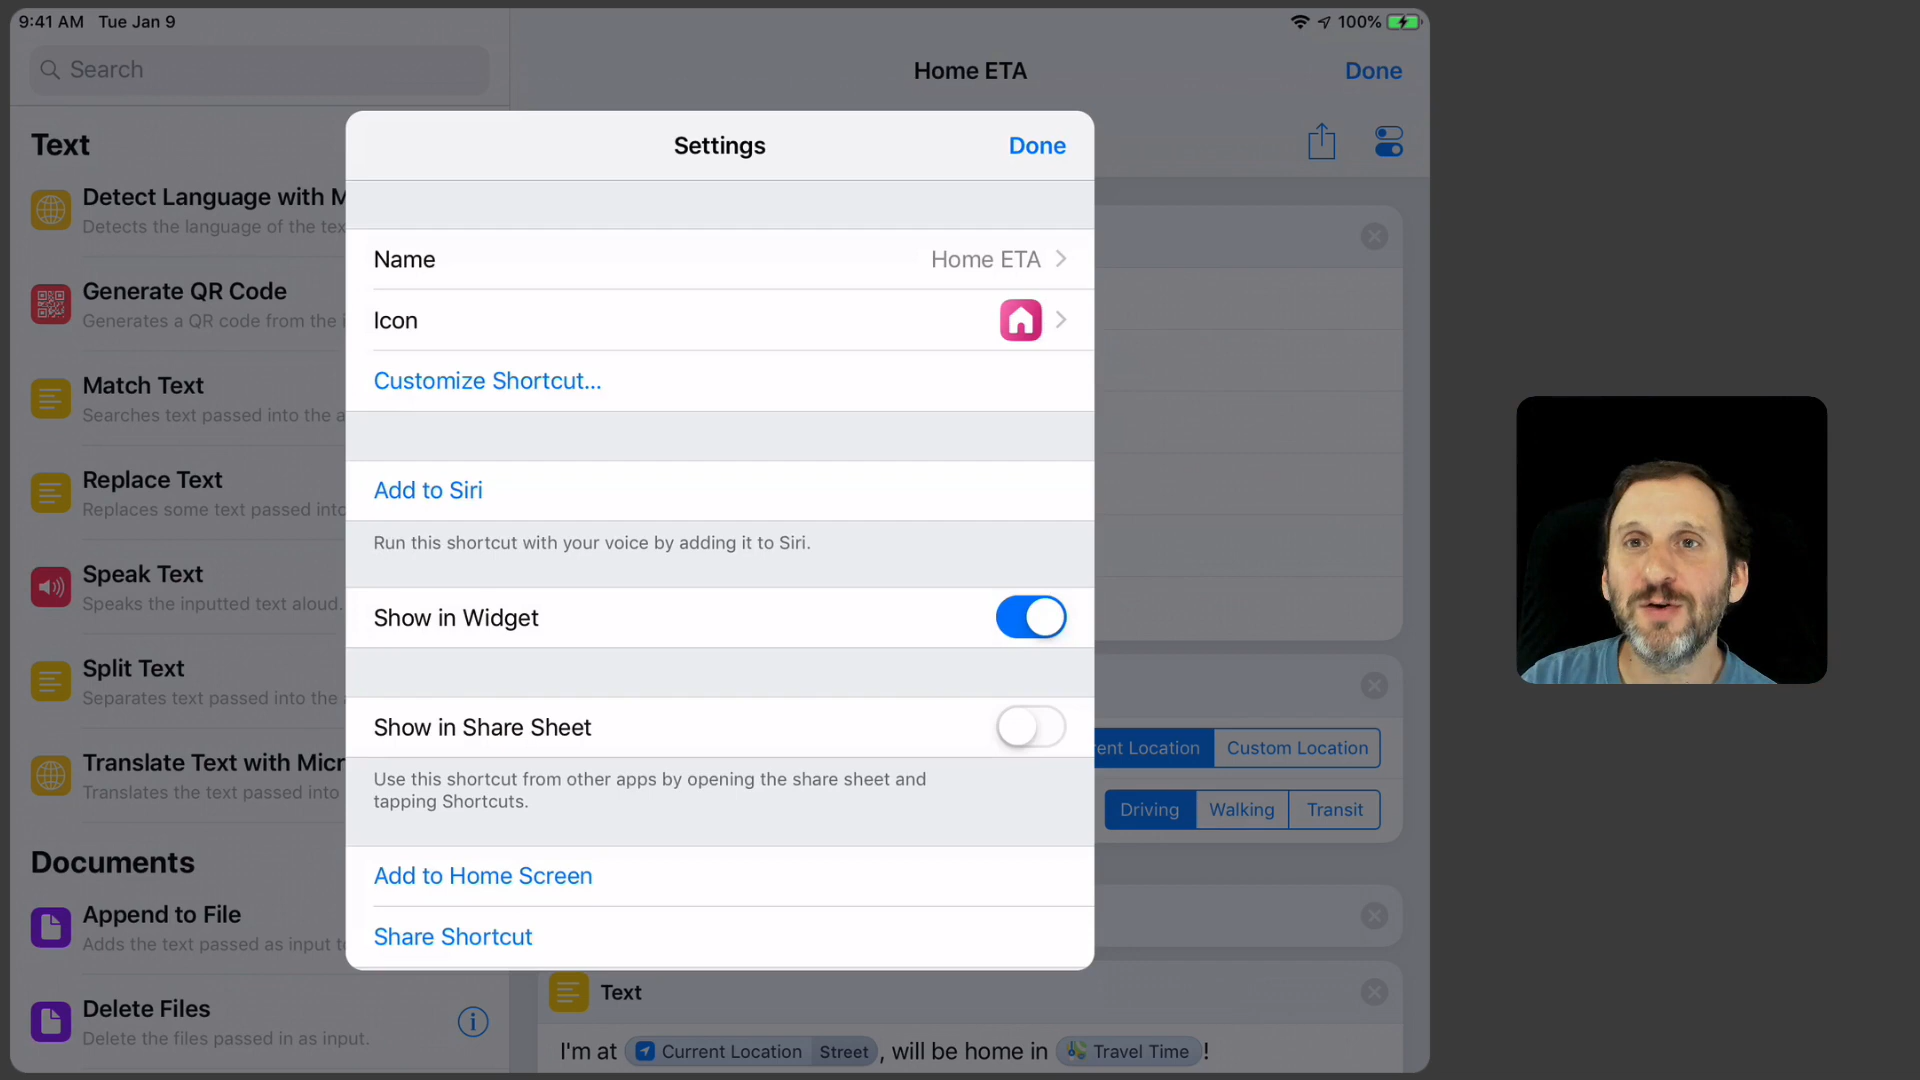 9:41 AM Tue Jan 9
100%
Search
Home ETA
Done
Text
Detect Language with M
Detects the language of the tex
Generate QR Code
Generates a QR code from the i
Match Text
Searches text passed into the a
Replace Text
Replaces some text passed into
Speak Text
Speaks the inputted text aloud.
Split Text
Separates text passed into the
Translate Text with Micr
Translates the text passed into
Documents
Append to File
Adds the text passed as input t
Delete Files
Delete the files passed in as input.
Settings
Done
Name
Home ETA
Icon
Customize Shortcut...
Add to Siri
Run this shortcut with your voice by adding it to Siri.
Show in Widget
Show in Share Sheet
Use this shortcut from other apps by opening the share sheet and
tapping Shortcuts.
Add to Home Screen
Share Shortcut
ent Location
Custom Location
Driving
Walking
Transit
Text
I'm at Current Location Street, will be home in Travel Time!